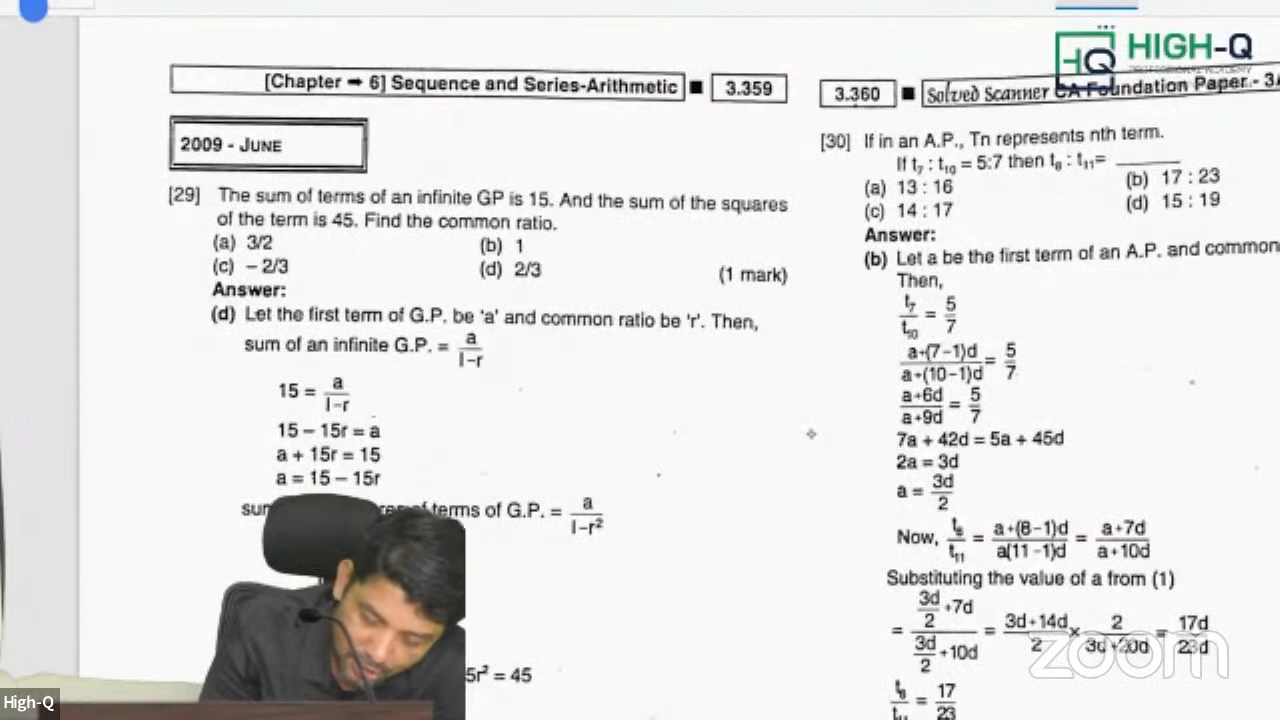 HIGH-Q
[Chapter ➡ 6] Sequence and Series-Arithmetic ■ 3.359
2009 - JUNE
[29] The sum of terms of an infinite GP is 15. And the sum of the squares
of the term is 45. Find the common ratio.
(a) 3/2 (b) 1
(c) – 2/3 (d) 2/3 (1 mark)
Answer:
(d) Let the first term of G.P. be 'a' and common ratio be 'r'. Then,
sum of an infinite G.P. = a/l–r
15 = a/l–r
15 – 15r = a
a + 15r = 15
a = 15 – 15r
of terms of G.P. = a/l–r²
5r² = 45
3.360 ■ Solved Scanner CA Foundation Paper - 3A
[30] If in an A.P., Tn represents nth term.
If t₇ : t₁₀ = 5:7 then t₈ : t₁₁= ______
(a) 13 : 16 (b) 17 : 23
(c) 14 : 17 (d) 15 : 19
Answer:
(b) Let a be the first term of an A.P. and common
Then,
t₇/t₁₀ = 5/7
a+(7–1)d/a+(10–1)d = 5/7
a+6d/a+9d = 5/7
7a + 42d = 5a + 45d
2a = 3d
a = 3d/2
Now, t₈/t₁₁ = a+(8–1)d/a(11–1)d = a+7d/a+10d
Substituting the value of a from (1)
= 3d/2+7d/3d/2+10d = 3d+14d/2 × 2/3d+20d = 17d/23d
t₈/t₁₁ = 17/23
zoom
High-Q